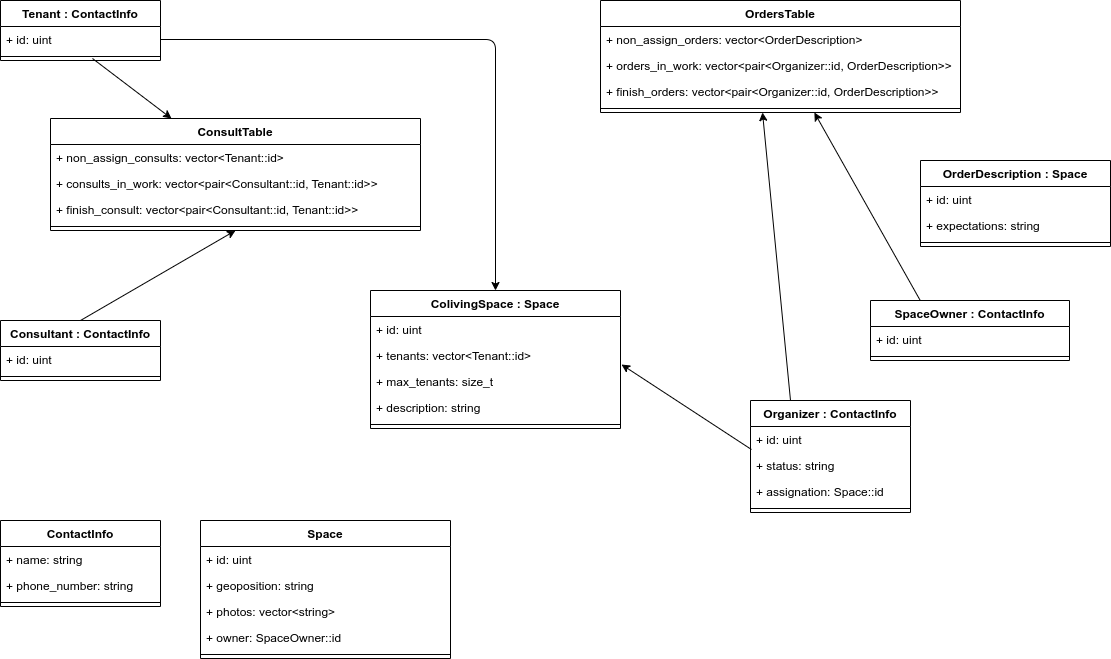 Tenant : ContactInfo
+ id: uint
OrdersTable
+ non_assign_orders: vector<OrderDescription>
+ orders_in_work: vector<pair<Organizer::id, OrderDescription>>
+ finish_orders: vector<pair<Organizer::id, OrderDescription>>
ConsultTable
+ non_assign_consults: vector<Tenant::id>
+ consults_in_work: vector<pair<Consultant::id, Tenant::id>>
+ finish_consult: vector<pair<Consultant::id, Tenant::id>>
OrderDescription : Space
+ id: uint
+ expectations: string
ColivingSpace : Space
+ id: uint
+ tenants: vector<Tenant::id>
+ max_tenants: size_t
+ description: string
SpaceOwner : ContactInfo
+ id: uint
Consultant : ContactInfo
+ id: uint
Organizer : ContactInfo
+ id: uint
+ status: string
+ assignation: Space::id
ContactInfo
+ name: string
+ phone_number: string
Space
+ id: uint
+ geoposition: string
+ photos: vector<string>
+ owner: SpaceOwner::id